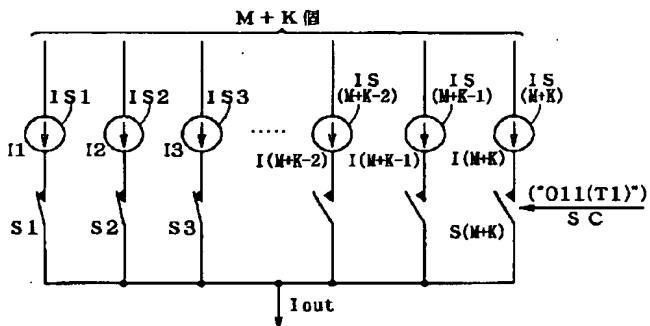 M+K個
IS1
IS2
IS3
IS
(M+K-2)
IS
(M+K-1)
IS
(M+K)
I1
I2
I3
.....
I(M+K-2)
I(M+K-1)
I(M+K)
S1
S2
S3
S(M+K)
("011(T1)")
SC
Iout